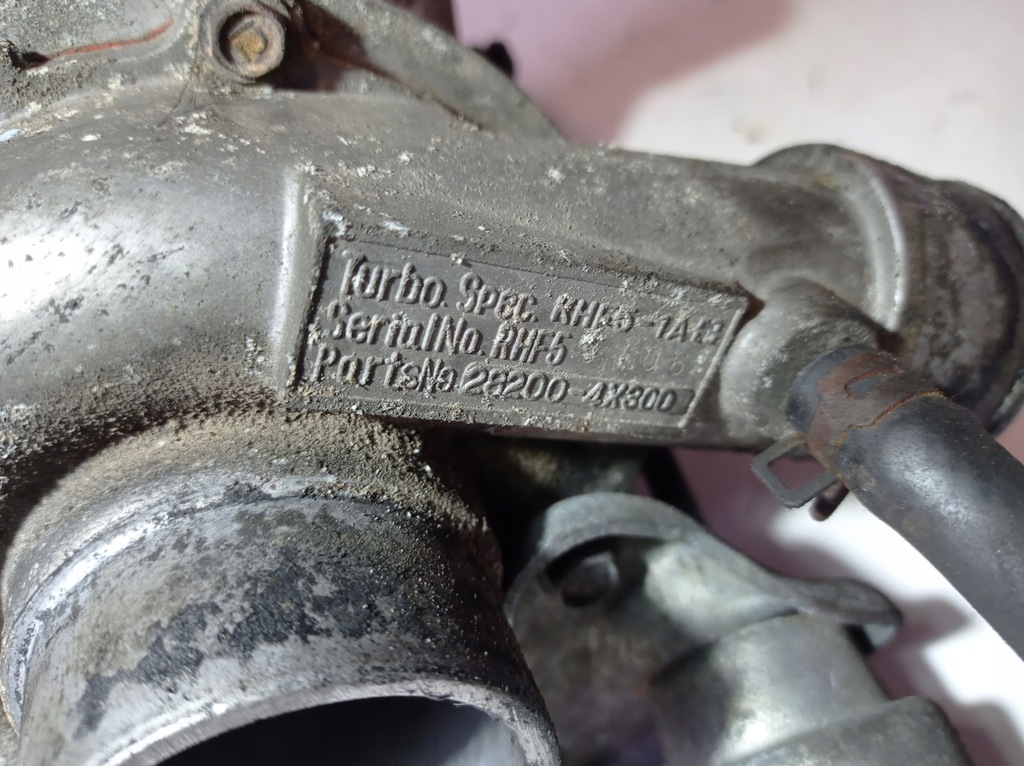 Turbo. Spec. RHF5-
Serial No. RHF5
Parts No. 28200-4X300